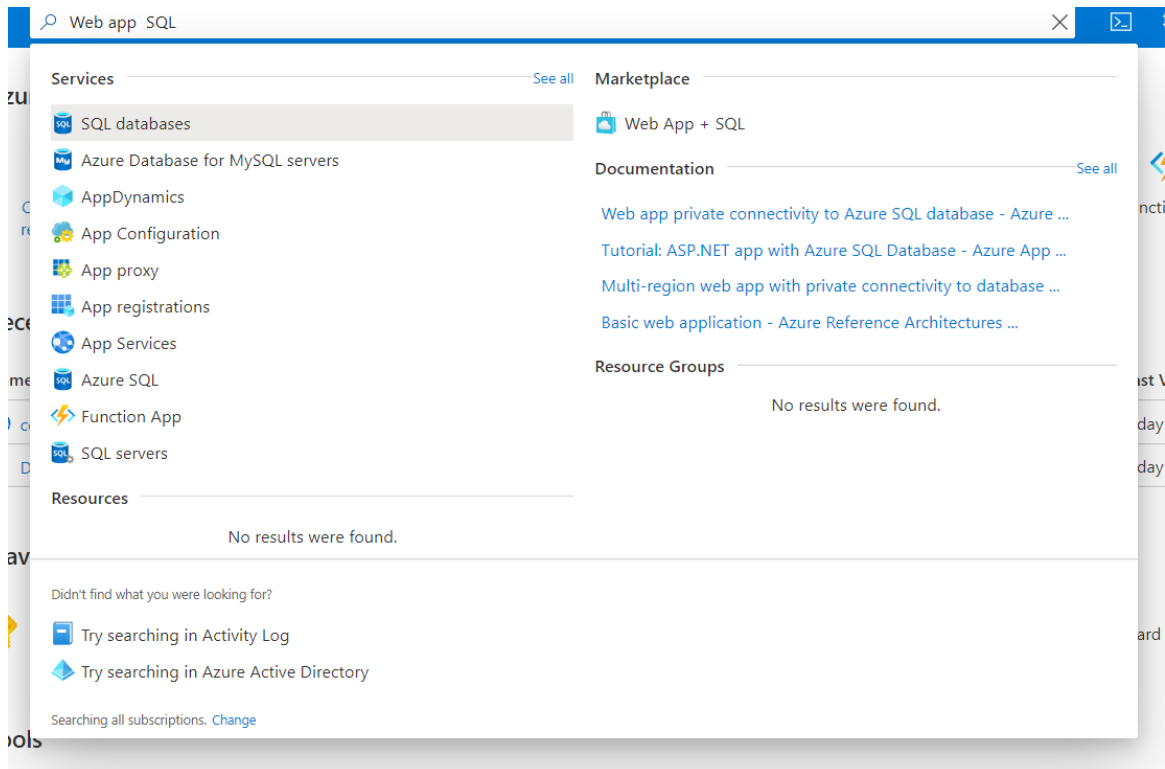 Web app  SQL
Services
See all
SQL databases
Azure Database for MySQL servers
AppDynamics
App Configuration
App proxy
App registrations
App Services
Azure SQL
Function App
SQL servers
Resources
No results were found.
Marketplace
Web App + SQL
Documentation
See all
Web app private connectivity to Azure SQL database - Azure ...
Tutorial: ASP.NET app with Azure SQL Database - Azure App ...
Multi-region web app with private connectivity to database ...
Basic web application - Azure Reference Architectures ...
Resource Groups
No results were found.
Didn't find what you were looking for?
Try searching in Activity Log
Try searching in Azure Active Directory
Searching all subscriptions. Change